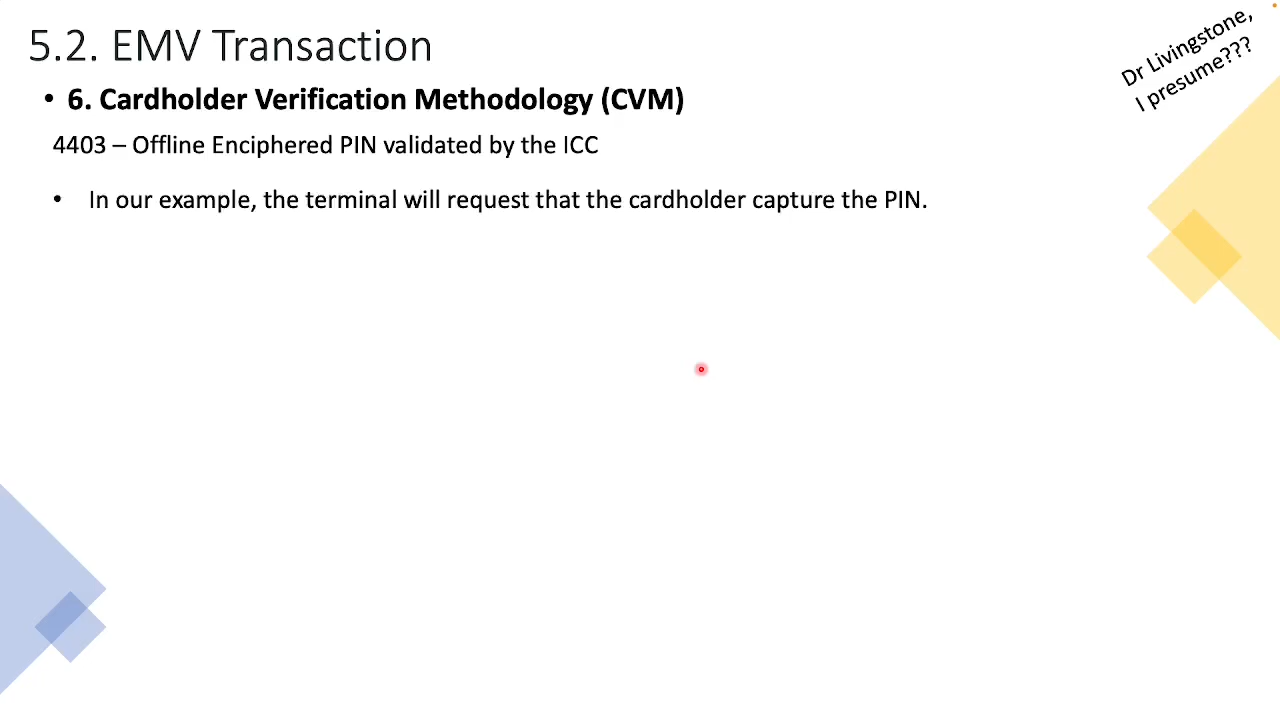 5.2. EMV Transaction
Dr Livingstone,
I presume???
• 6. Cardholder Verification Methodology (CVM)
4403 – Offline Enciphered PIN validated by the ICC
• In our example, the terminal will request that the cardholder capture the PIN.